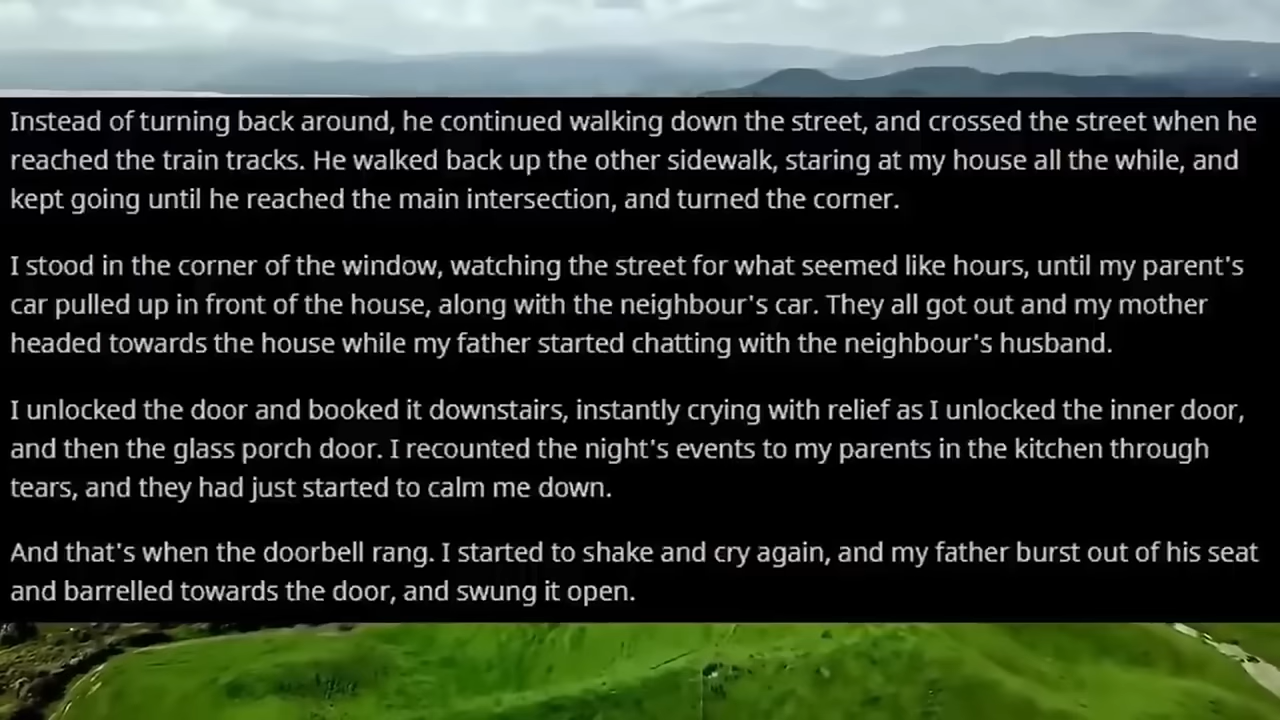 Instead of turning back around, he continued walking down the street, and crossed the street when he
reached the train tracks. He walked back up the other sidewalk, staring at my house all the while, and
kept going until he reached the main intersection, and turned the corner.
I stood in the corner of the window, watching the street for what seemed like hours, until my parent's
car pulled up in front of the house, along with the neighbour's car. They all got out and my mother
headed towards the house while my father started chatting with the neighbour's husband.
I unlocked the door and booked it downstairs, instantly crying with relief as I unlocked the inner door,
and then the glass porch door. I recounted the night's events to my parents in the kitchen through
tears, and they had just started to calm me down.
And that's when the doorbell rang. I started to shake and cry again, and my father burst out of his seat
and barrelled towards the door, and swung it open.